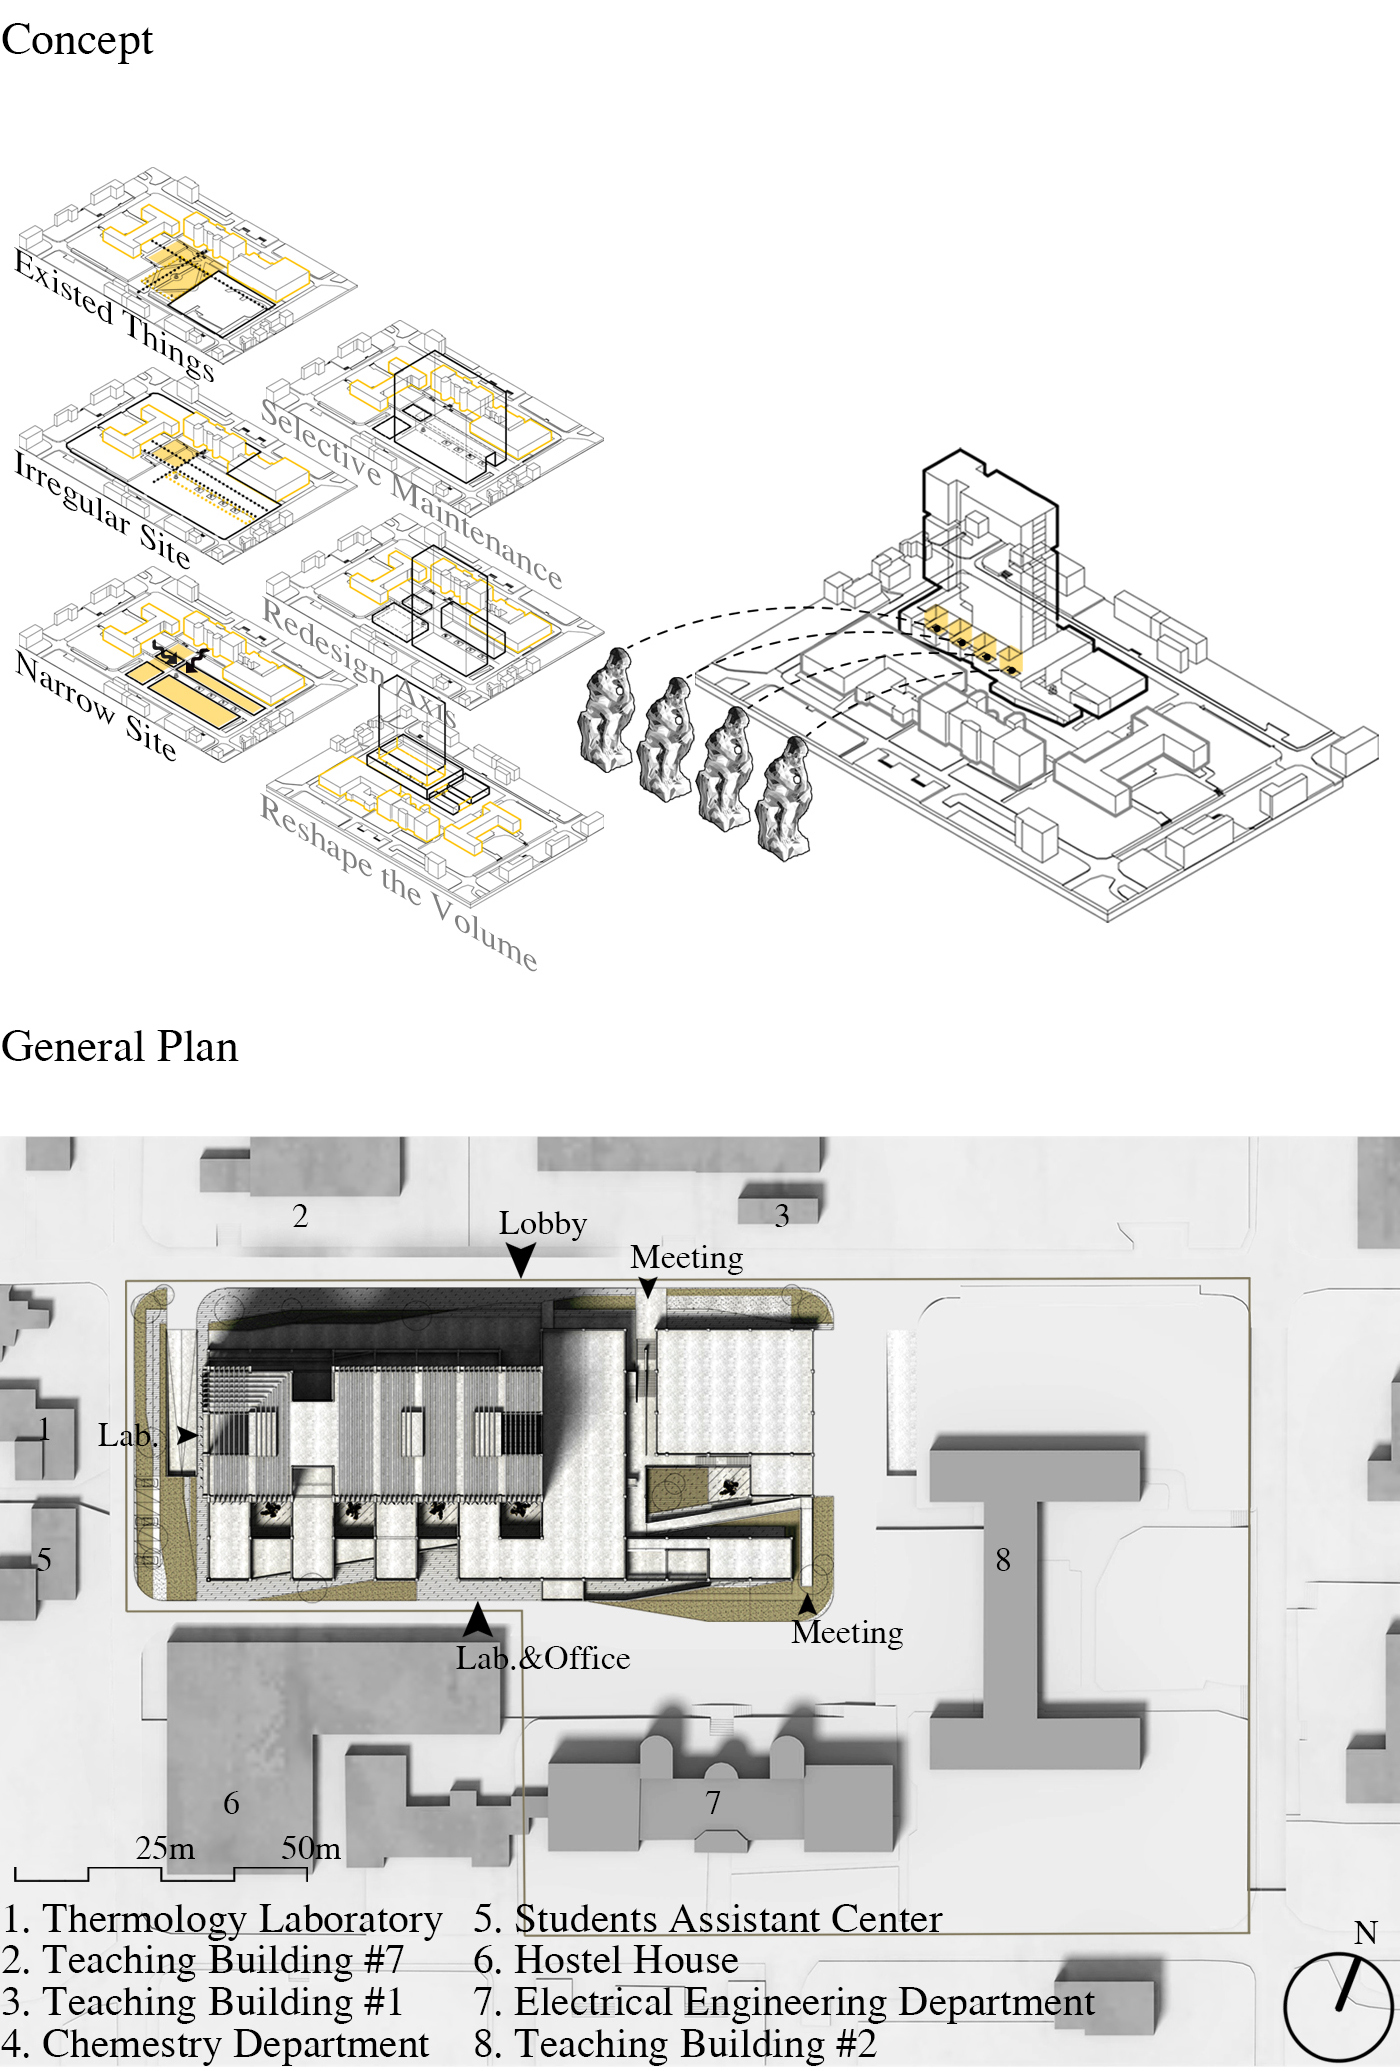 Concept
Existed Things
Selective Maintenance
Irregular Site
Redesign Axis
Narrow Site
Reshape the Volume
General Plan
2
Lobby
3
Meeting
1
Lab.
5
8
Meeting
Lab.&Office
6
7
25m 50m
1. Thermology Laboratory
2. Teaching Building #7
3. Teaching Building #1
4. Chemestry Department
5. Students Assistant Center
6. Hostel House
7. Electrical Engineering Department
8. Teaching Building #2
N